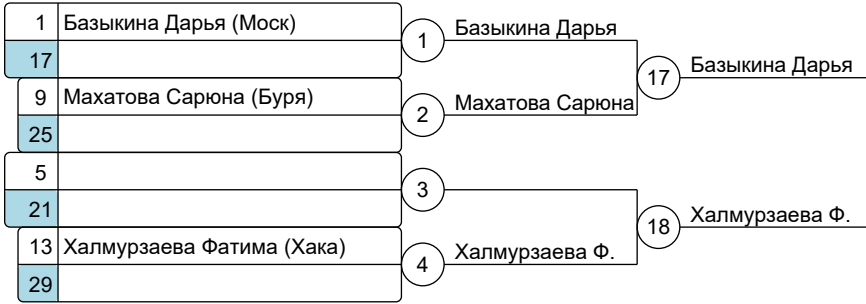 1 Базыкина Дарья (Моск)
17
1
Базыкина Дарья
9 Махатова Сарюна (Буря)
25
2
Махатова Сарюна
17
Базыкина Дарья
5
21
3
13 Халмурзаева Фатима (Хака)
29
4
Халмурзаева Ф.
18
Халмурзаева Ф.